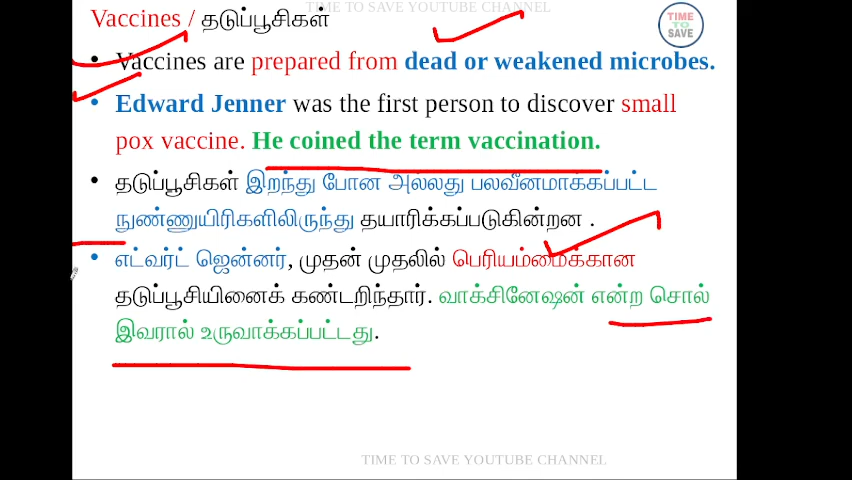 TIME TO SAVE YOUTUBE CHANNEL
Vaccines / தடுப்பூசிகள்
TIME
TO
SAVE
• Vaccines are prepared from dead or weakened microbes.
• Edward Jenner was the first person to discover small
pox vaccine. He coined the term vaccination.
• தடுப்பூசிகள் இறந்து போன அல்லது பலவீனமாக்கப்பட்ட
நுண்ணுயிரிகளிலிருந்து தயாரிக்கப்படுகின்றன .
• எட்வர்ட் ஜென்னர், முதன் முதலில் பெரியம்மைக்கான
தடுப்பூசியினைக் கண்டறிந்தார். வாக்சினேஷன் என்ற சொல்
இவரால் உருவாக்கப்பட்டது.
TIME TO SAVE YOUTUBE CHANNEL